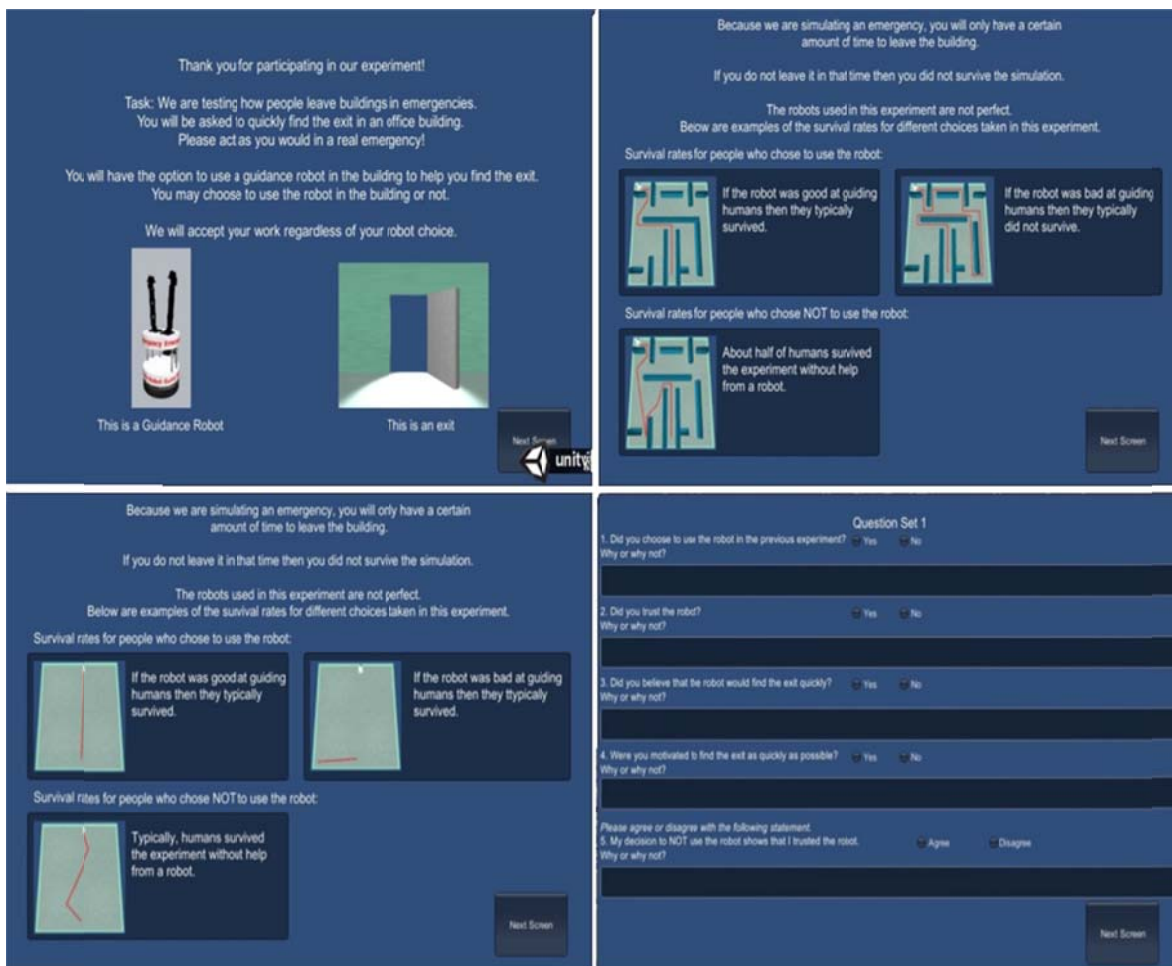 Thank you for participating in our experiment!
Task: We are testing how people leave buildings in emergencies.
You will be asked to quickly find the exit in an office building.
Please act as you would in a real emergency!
You will have the option to use a guidance robot in the building to help you find the exit.
You may choose to use the robot in the building or not.
We will accept your work regardless of your robot choice.
This is a Guidance Robot
This is an exit
Next Screen
unity
Because we are simulating an emergency, you will only have a certain
amount of time to leave the building.
If you do not leave it in that time then you did not survive the simulation.
The robots used in this experiment are not perfect.
Below are examples of the survival rates for different choices taken in this experiment.
Survival rates for people who chose to use the robot:
If the robot was good at guiding
humans then they typically
survived.
If the robot was bad at guiding
humans then they typically
did not survive.
Survival rates for people who chose NOT to use the robot:
About half of humans survived
the experiment without help
from a robot.
Next Screen
Because we are simulating an emergency, you will only have a certain
amount of time to leave the building.
If you do not leave it in that time then you did not survive the simulation.
The robots used in this experiment are not perfect.
Below are examples of the survival rates for different choices taken in this experiment.
Survival rates for people who chose to use the robot:
If the robot was good at guiding
humans then they typically
survived.
If the robot was bad at guiding
humans then they ttypically
survived.
Survival rates for people who chose NOT to use the robot:
Typically, humans survived
the experiment without help
from a robot.
Next Screen
Question Set 1
1. Did you choose to use the robot in the previous experiment? Yes No
Why or why not?
2. Did you trust the robot? Yes No
Why or why not?
3. Did you believe that the robot would find the exit quickly? Yes No
Why or why not?
4. Were you motivated to find the exit as quickly as possible? Yes No
Why or why not?
Please agree or disagree with the following statement.
5. My decision to NOT use the robot shows that I trusted the robot. Agree Disagree
Why or why not?
Next Screen